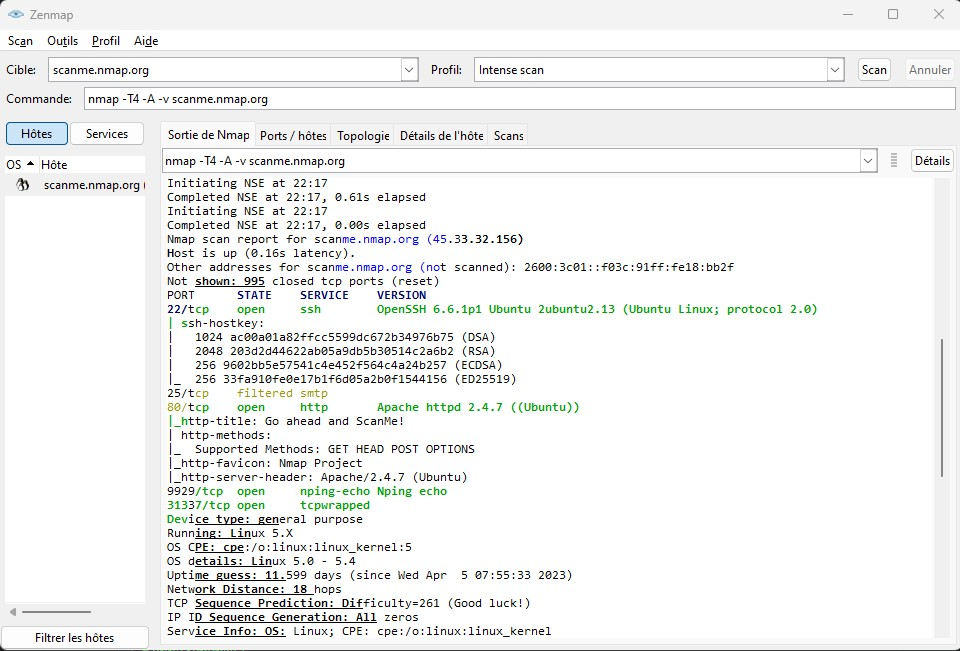 Zenmap
Scan Outils Profil Aide
Cible: scanme.nmap.org Profil: Intense scan Scan Annuler
Commande: nmap -T4 -A -v scanme.nmap.org
Hôtes Services Sortie de Nmap Ports / hôtes Topologie Détails de l'hôte Scans
OS Hôte
scanme.nmap.org (
nmap -T4 -A -v scanme.nmap.org Détails
Initiating NSE at 22:17
Completed NSE at 22:17, 0.61s elapsed
Initiating NSE at 22:17
Completed NSE at 22:17, 0.00s elapsed
Nmap scan report for scanme.nmap.org (45.33.32.156)
Host is up (0.16s latency).
Other addresses for scanme.nmap.org (not scanned): 2600:3c01::f03c:91ff:fe18:bb2f
Not shown: 995 closed tcp ports (reset)
PORT STATE SERVICE VERSION
22/tcp open ssh OpenSSH 6.6.1p1 Ubuntu 2ubuntu2.13 (Ubuntu Linux; protocol 2.0)
| ssh-hostkey:
| 1024 ac00a01a82ffcc5599dc672b34976b75 (DSA)
| 2048 203d2d44622ab05a9db5b30514c2a6b2 (RSA)
| 256 9602bb5e57541c4e452f564c4a24b257 (ECDSA)
|_ 256 33fa910fe0e17b1f6d05a2b0f1544156 (ED25519)
25/tcp filtered smtp
80/tcp open http Apache httpd 2.4.7 ((Ubuntu))
|_http-title: Go ahead and ScanMe!
| http-methods:
|_ Supported Methods: GET HEAD POST OPTIONS
|_http-favicon: Nmap Project
|_http-server-header: Apache/2.4.7 (Ubuntu)
9929/tcp open nping-echo Nping echo
31337/tcp open tcpwrapped
Device type: general purpose
Running: Linux 5.X
OS CPE: cpe:/o:linux:linux_kernel:5
OS details: Linux 5.0 - 5.4
Uptime guess: 11.599 days (since Wed Apr  5 07:55:33 2023)
Network Distance: 18 hops
TCP Sequence Prediction: Difficulty=261 (Good luck!)
IP ID Sequence Generation: All zeros
Service Info: OS: Linux; CPE: cpe:/o:linux:linux_kernel
Filtrer les hôtes